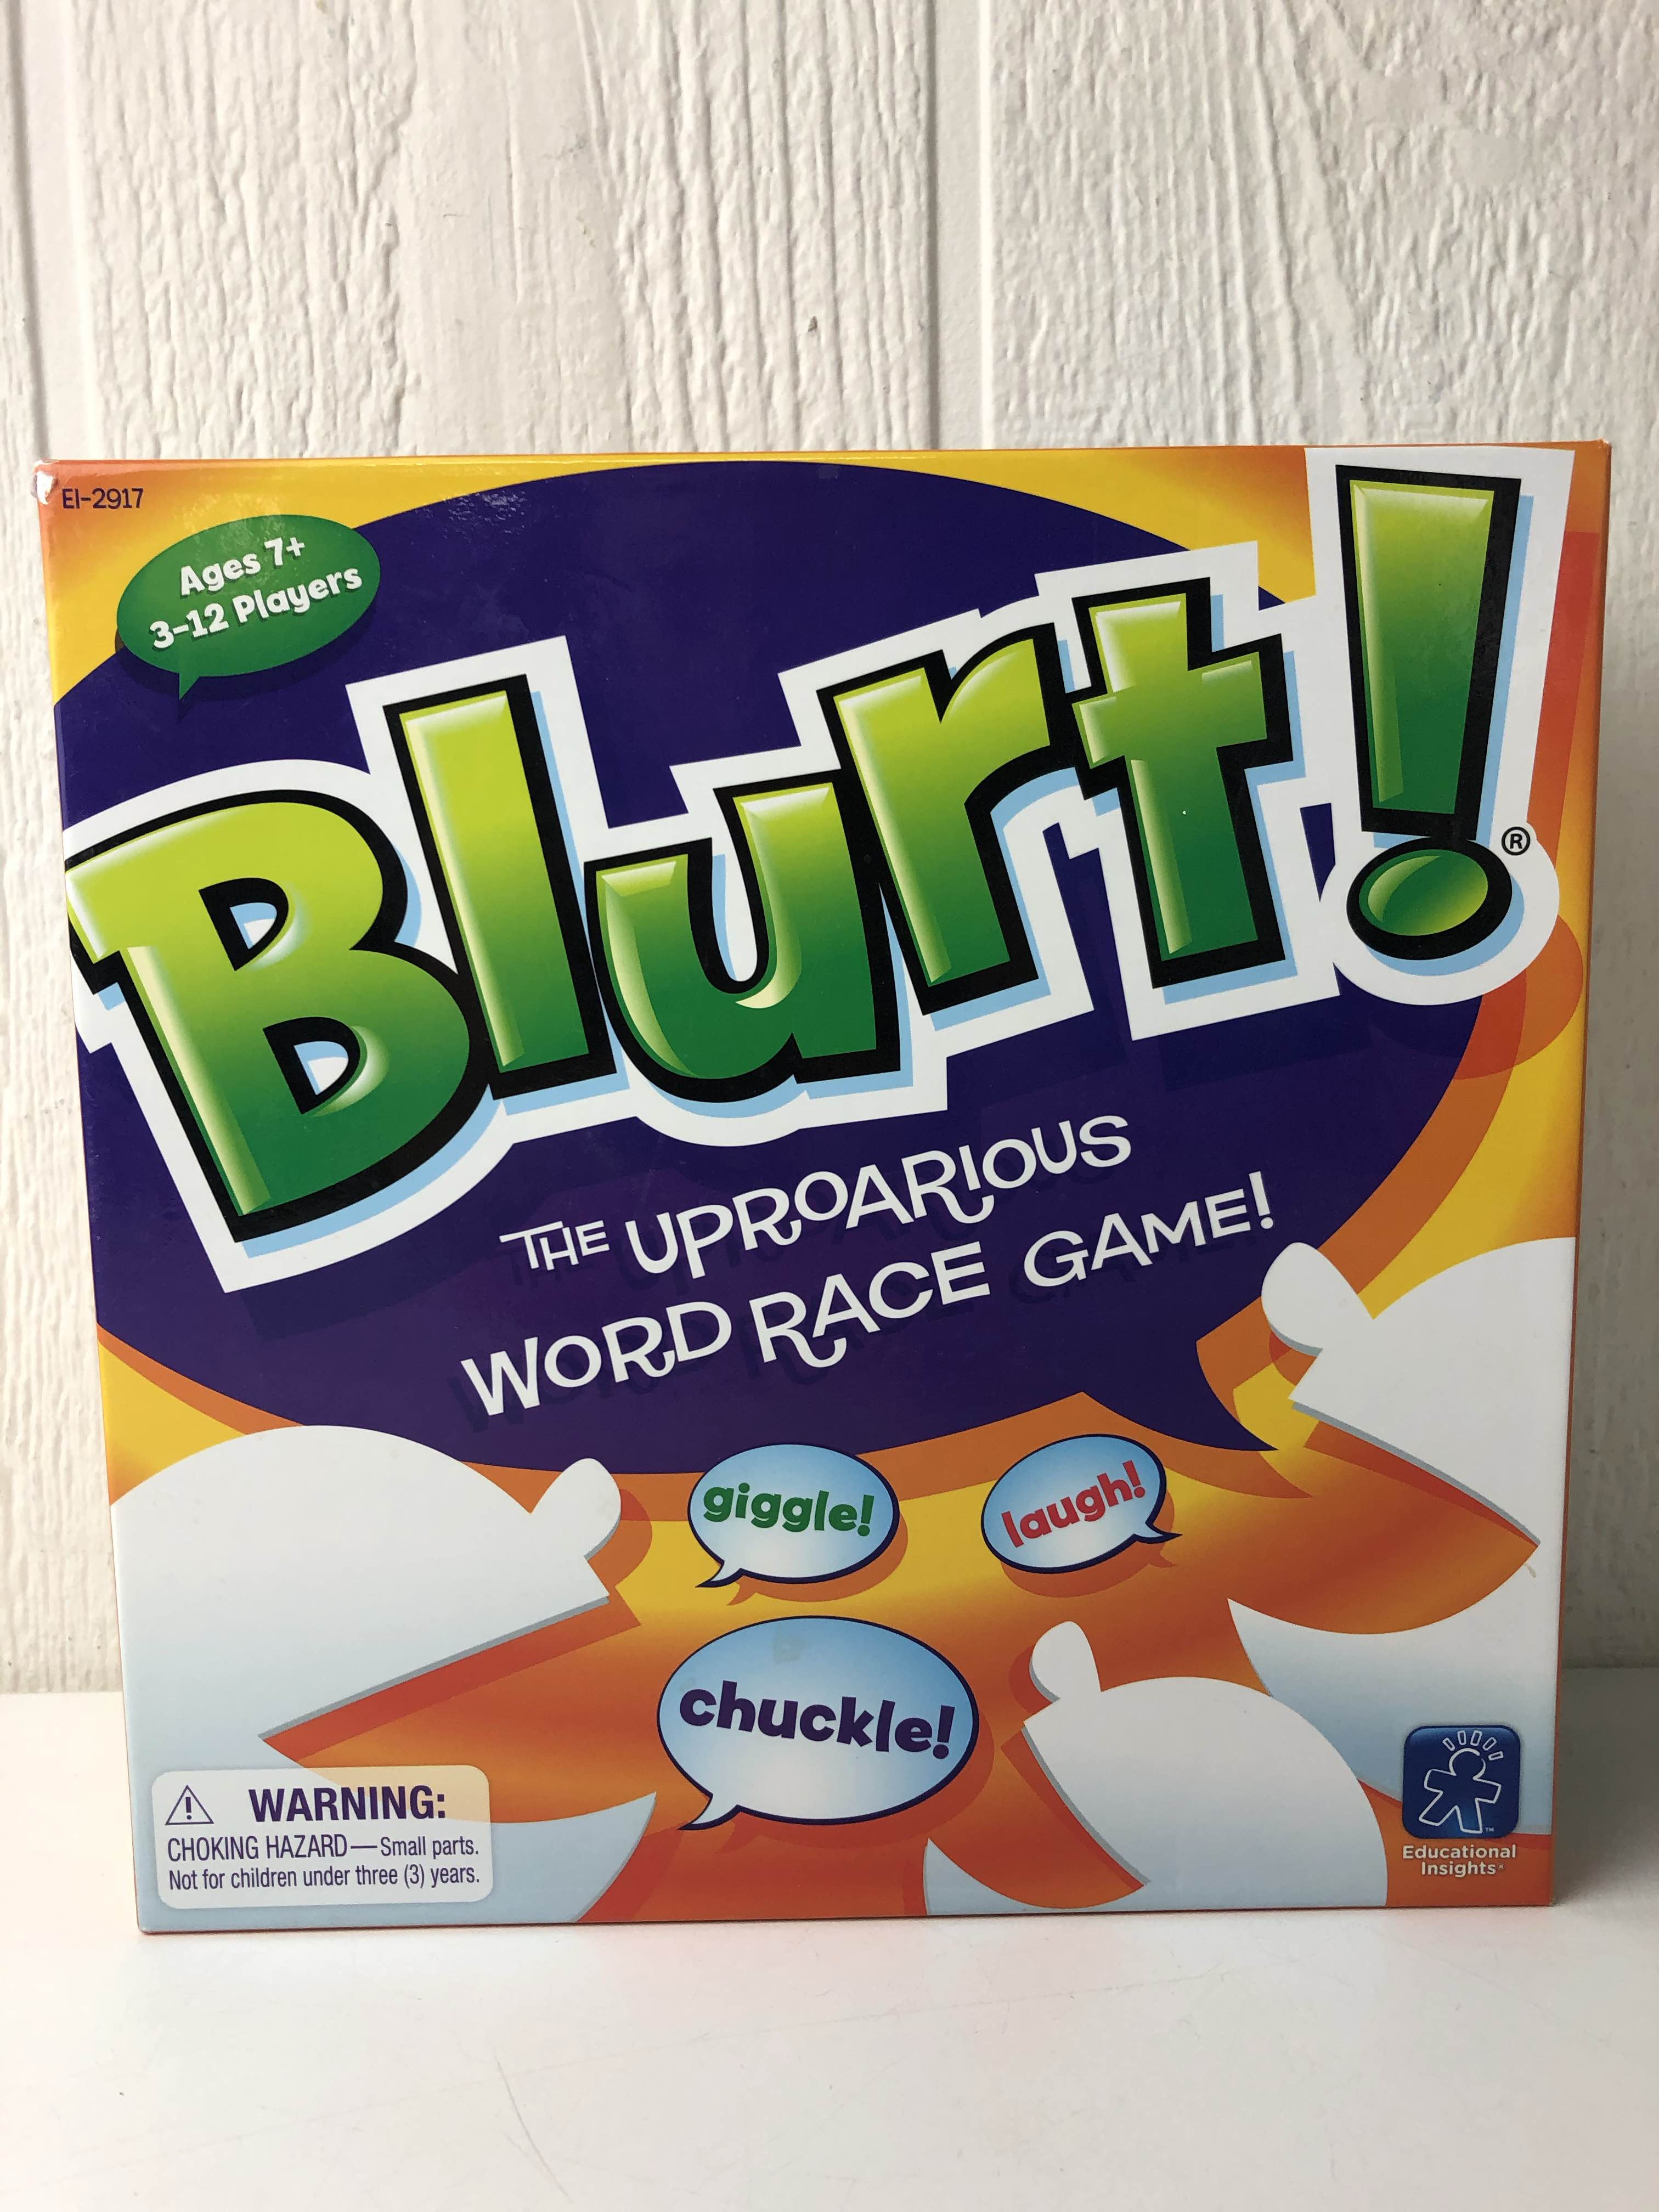 EI-2917
Ages 7+
3-12 Players
Blurt!®
THE UPROARIOUS
WORD RACE GAME!
giggle!
laugh!
chuckle!
WARNING:
CHOKING HAZARD—Small parts.
Not for children under three (3) years.
™
Educational
Insights®